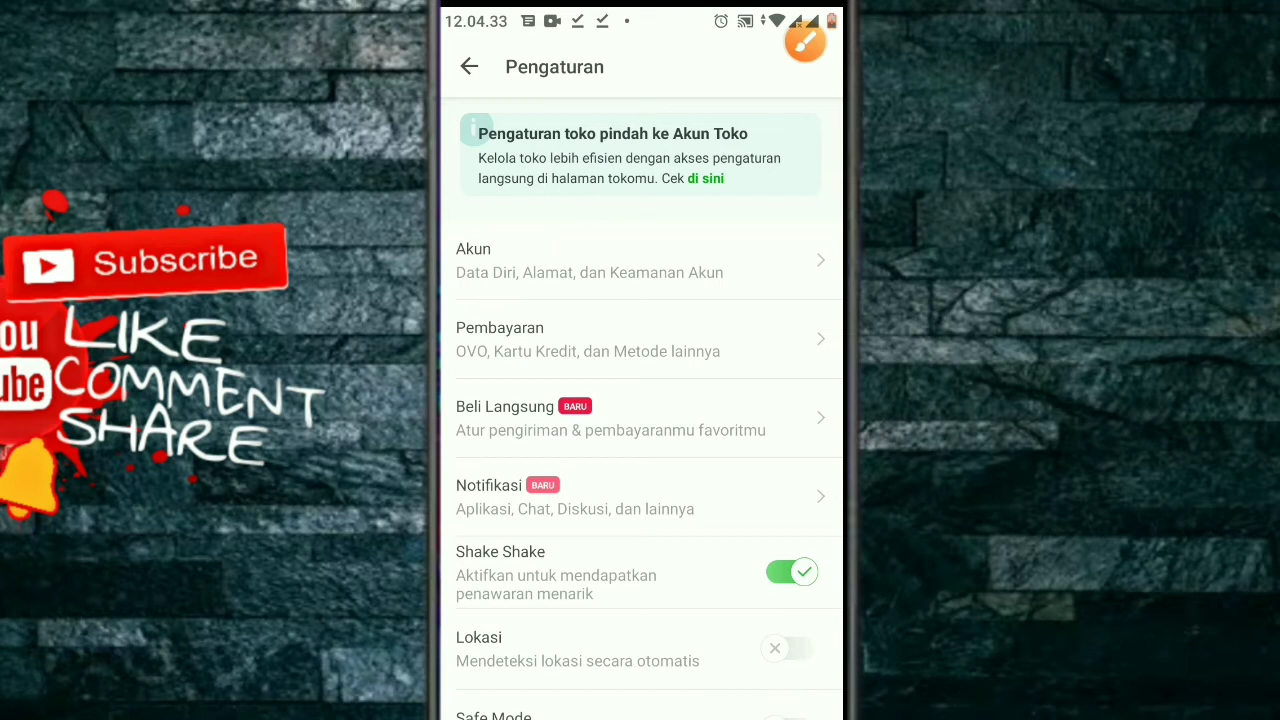 12.04.33
Pengaturan
Pengaturan toko pindah ke Akun Toko
Kelola toko lebih efisien dengan akses pengaturan
langsung di halaman tokomu. Cek di sini
Akun
Data Diri, Alamat, dan Keamanan Akun
Pembayaran
OVO, Kartu Kredit, dan Metode lainnya
Beli Langsung BARU
Atur pengiriman & pembayaranmu favoritmu
Notifikasi BARU
Aplikasi, Chat, Diskusi, dan lainnya
Shake Shake
Aktifkan untuk mendapatkan
penawaran menarik
Lokasi
Mendeteksi lokasi secara otomatis
Safe Mode
Subscribe
ou
ube
LIKE
COMMENT
SHARE